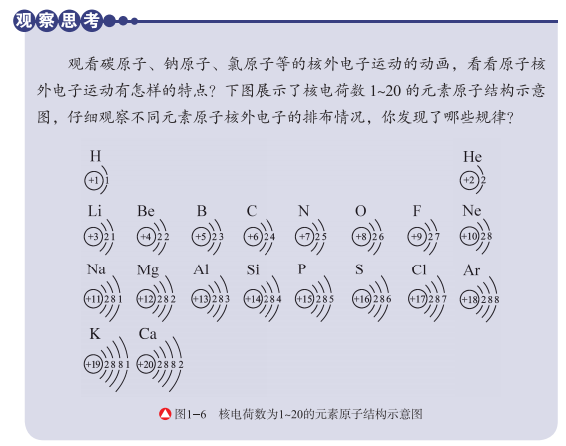 观察思考
观看碳原子、钠原子、氯原子等的核外电子运动的动画，看看原子核
外电子运动有怎样的特点？下图展示了核电荷数 1~20 的元素原子结构示意
图，仔细观察不同元素原子核外电子的排布情况，你发现了哪些规律？
H He
+1 1 +2 2
Li Be B C N O F Ne
+3 2 1 +4 2 2 +5 2 3 +6 2 4 +7 2 5 +8 2 6 +9 2 7 +10 2 8
Na Mg Al Si P S Cl Ar
+11 2 8 1 +12 2 8 2 +13 2 8 3 +14 2 8 4 +15 2 8 5 +16 2 8 6 +17 2 8 7 +18 2 8 8
K Ca
+19 2 8 8 1 +20 2 8 8 2
图1-6 核电荷数为1~20的元素原子结构示意图